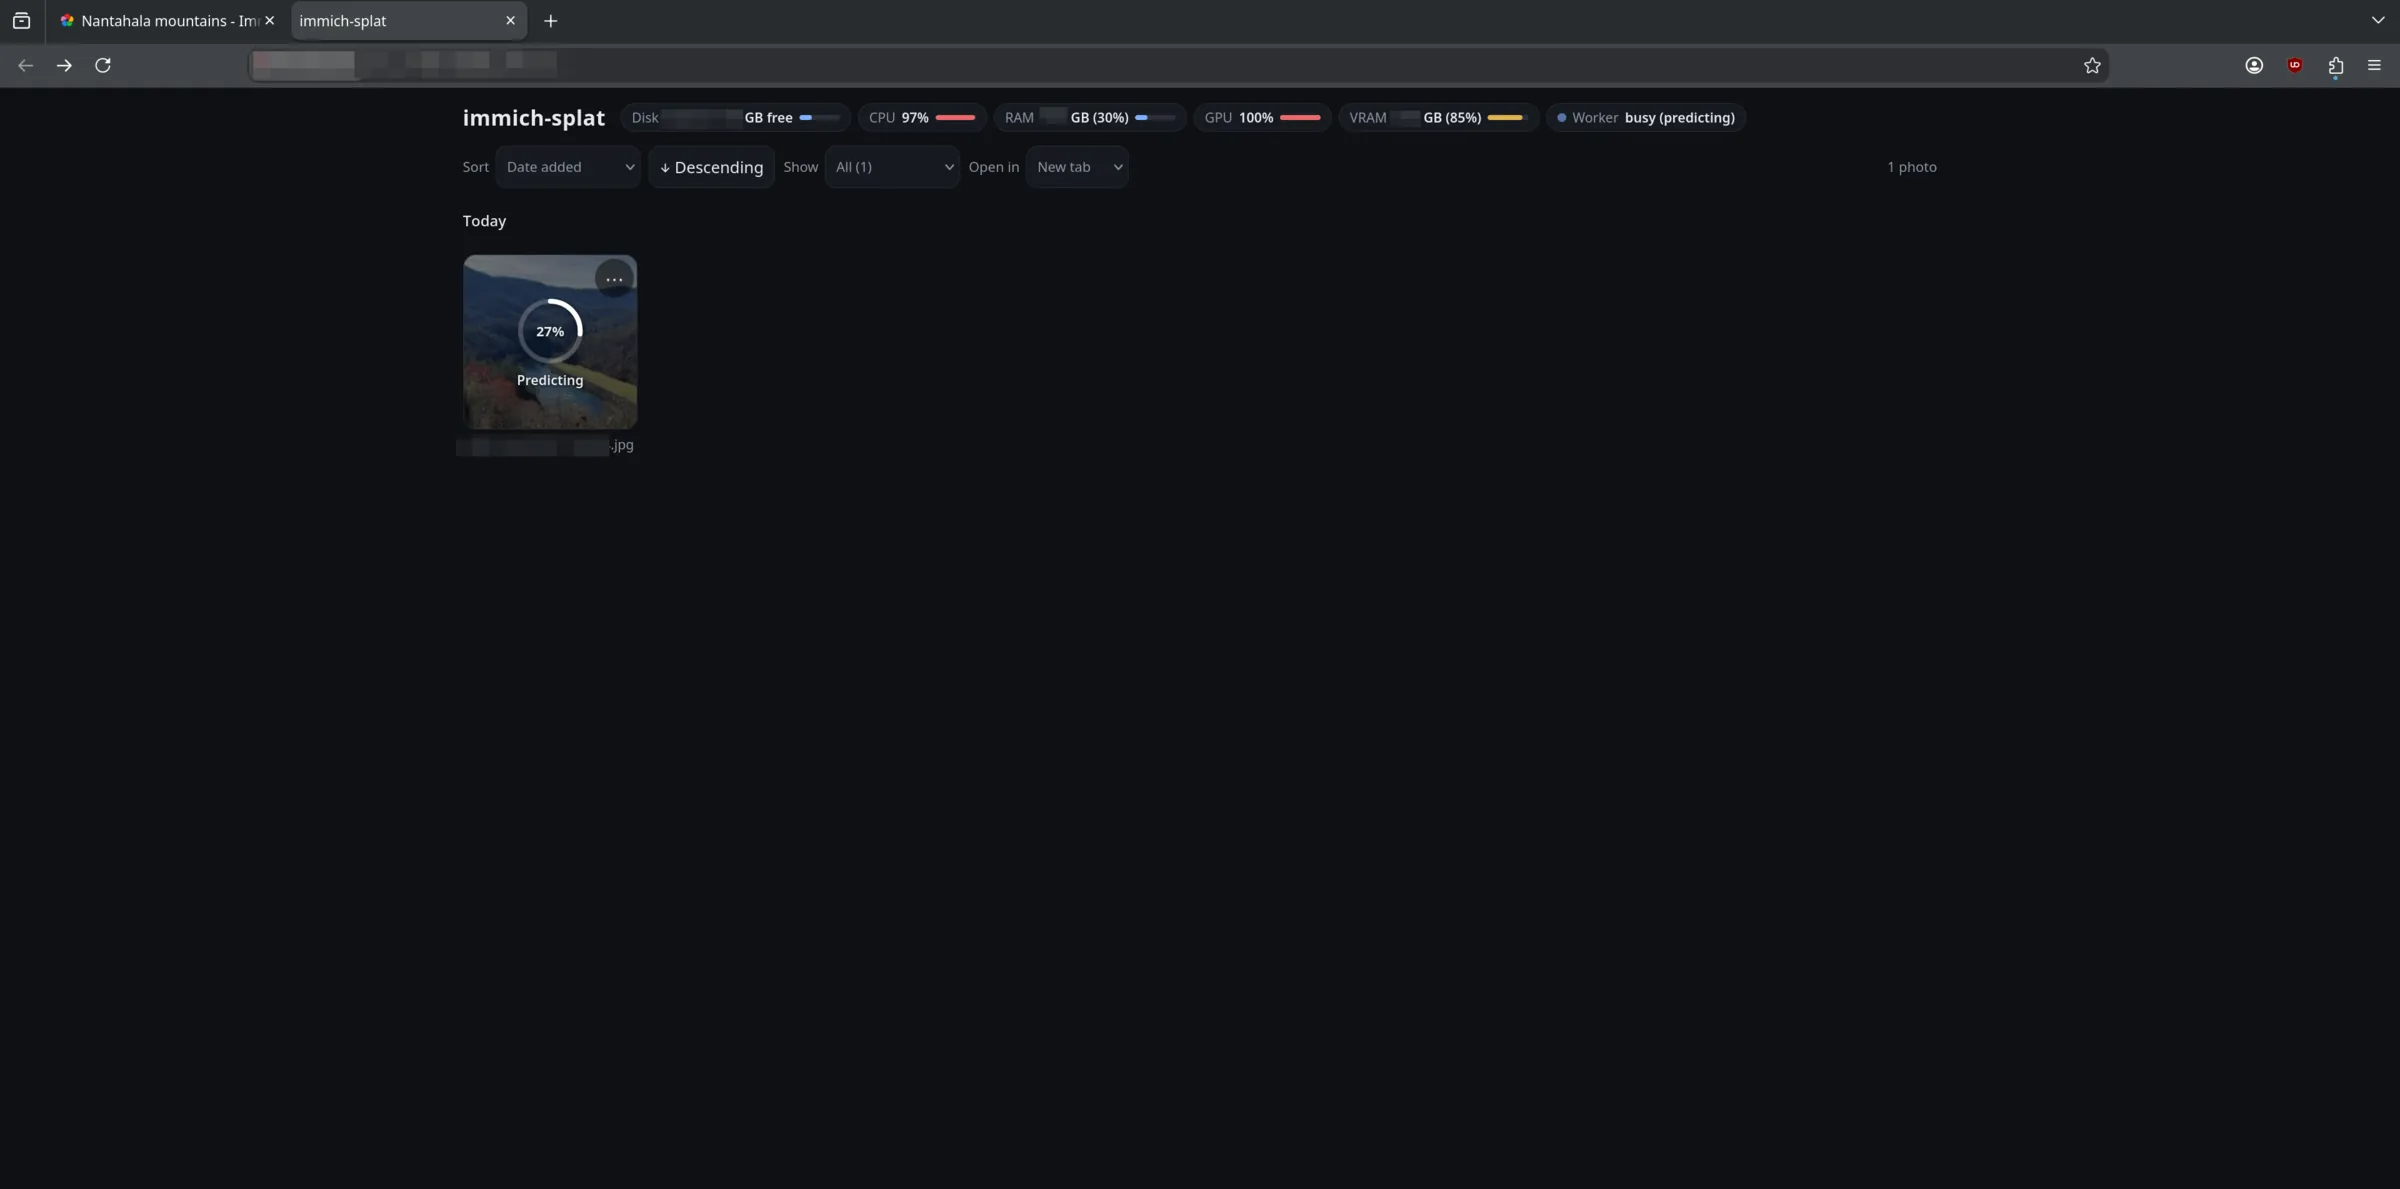 Nantahala mountains - Im
immich-splat
immich-splat
Disk GB free
CPU 97%
RAM GB (30%)
GPU 100%
VRAM GB (85%)
Worker busy (predicting)
Sort Date added
↓ Descending
Show All (1)
Open in New tab
1 photo
Today
...
27%
Predicting
.jpg